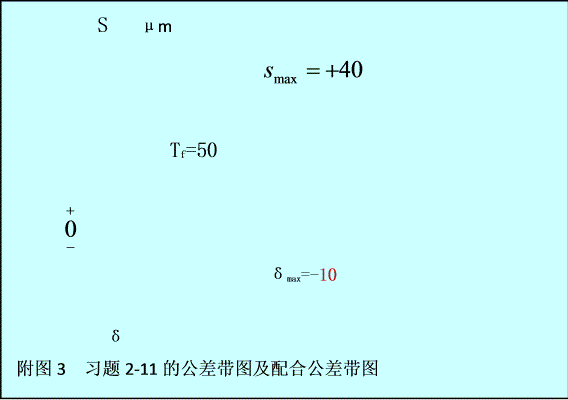 S μm
s_max = +40
T_f=50
+
0
−
δ_max=−10
δ
附图 3 习题 2-11 的公差带图及配合公差带图